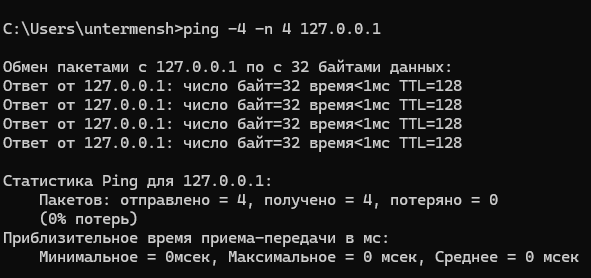 C:\Users\untermensh>ping -4 -n 4 127.0.0.1
Обмен пакетами с 127.0.0.1 по с 32 байтами данных:
Ответ от 127.0.0.1: число байт=32 время<1мс TTL=128
Ответ от 127.0.0.1: число байт=32 время<1мс TTL=128
Ответ от 127.0.0.1: число байт=32 время<1мс TTL=128
Ответ от 127.0.0.1: число байт=32 время<1мс TTL=128
Статистика Ping для 127.0.0.1:
Пакетов: отправлено = 4, получено = 4, потеряно = 0
(0% потерь)
Приблизительное время приема-передачи в мс:
Минимальное = 0мсек, Максимальное = 0 мсек, Среднее = 0 мсек